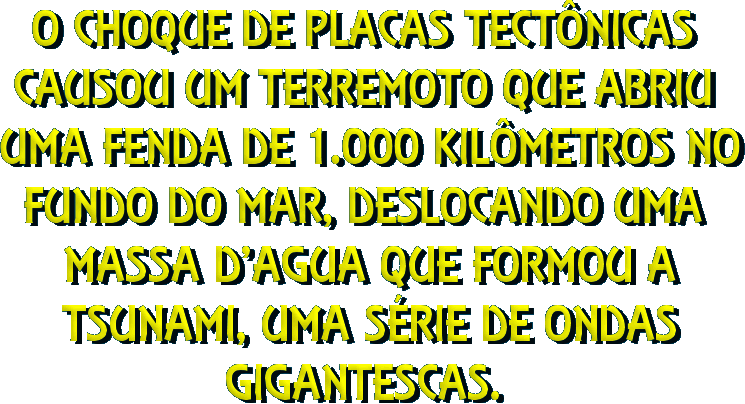 O CHOQUE DE PLACAS TECTÔNICAS
CAUSOU UM TERREMOTO QUE ABRIU
UMA FENDA DE 1.000 KILÔMETROS NO
FUNDO DO MAR, DESLOCANDO UMA
MASSA D'AGUA QUE FORMOU A
TSUNAMI, UMA SÉRIE DE ONDAS
GIGANTESCAS.